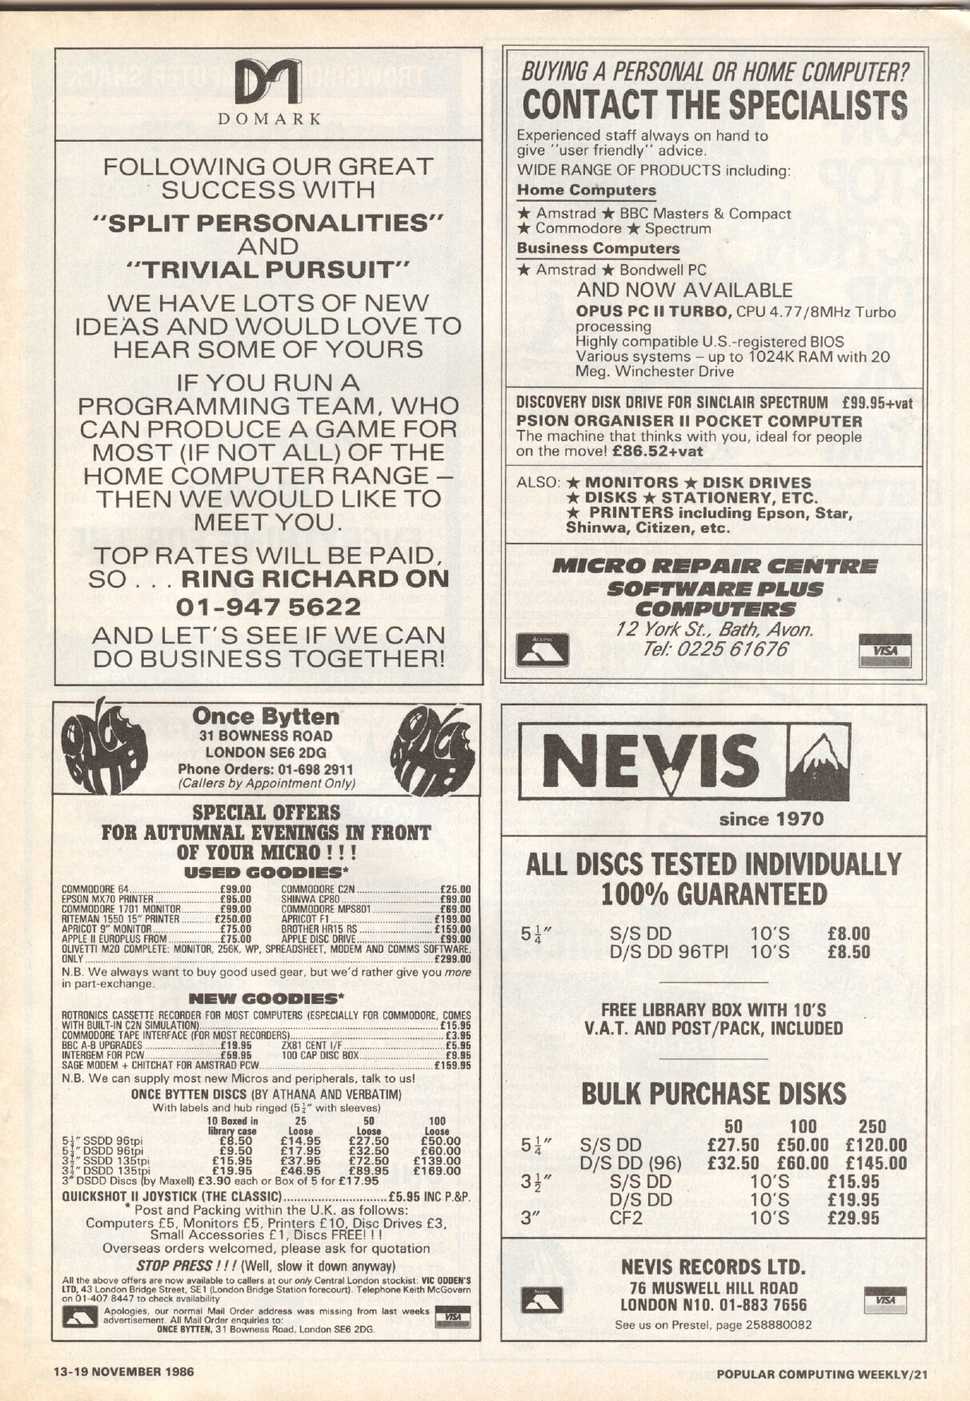 DOMARK
FOLLOWING OUR GREAT
SUCCESS WITH
"SPLIT PERSONALITIES"
AND
"TRIVIAL PURSUIT"
WE HAVE LOTS OF NEW
IDEAS AND WOULD LOVE TO
HEAR SOME OF YOURS
IF YOU RUN A
PROGRAMMING TEAM, WHO
CAN PRODUCE A GAME FOR
MOST (IF NOT ALL) OF THE
HOME COMPUTER RANGE –
THEN WE WOULD LIKE TO
MEET YOU.
TOP RATES WILL BE PAID,
SO . . . RING RICHARD ON
01-947 5622
AND LET'S SEE IF WE CAN
DO BUSINESS TOGETHER!
BUYING A PERSONAL OR HOME COMPUTER?
CONTACT THE SPECIALISTS
Experienced staff always on hand to
give "user friendly" advice.
WIDE RANGE OF PRODUCTS including:
Home Computers
★ Amstrad ★ BBC Masters & Compact
★ Commodore ★ Spectrum
Business Computers
★ Amstrad ★ Bondwell PC
AND NOW AVAILABLE
OPUS PC II TURBO, CPU 4.77/8MHz Turbo
processing
Highly compatible U.S.-registered BIOS
Various systems – up to 1024K RAM with 20
Meg. Winchester Drive
DISCOVERY DISK DRIVE FOR SINCLAIR SPECTRUM £99.95+vat
PSION ORGANISER II POCKET COMPUTER
The machine that thinks with you, ideal for people
on the move! £86.52+vat
ALSO: ★ MONITORS ★ DISK DRIVES
★ DISKS ★ STATIONERY, ETC.
★ PRINTERS including Epson, Star,
Shinwa, Citizen, etc.
MICRO REPAIR CENTRE
SOFTWARE PLUS
COMPUTERS
12 York St., Bath, Avon.
Tel: 0225 61676
VISA
Once Bytten
31 BOWNESS ROAD
LONDON SE6 2DG
Phone Orders: 01-698 2911
(Callers by Appointment Only)
SPECIAL OFFERS
FOR AUTUMNAL EVENINGS IN FRONT
OF YOUR MICRO ! ! !
USED GOODIES*
COMMODORE 64 £99.00 COMMODORE C2N £25.00
EPSON MX70 PRINTER £95.00 SHINWA CP80 £99.00
COMMODORE 1701 MONITOR £99.00 COMMODORE MPS801 £69.00
RITEMAN 1550 15" PRINTER £250.00 APRICOT F1 £199.00
APRICOT 9" MONITOR £75.00 BROTHER HR15 RS £159.00
APPLE II EUROPLUS FROM £75.00 APPLE DISC DRIVE £99.00
OLIVETTI M20 COMPLETE: MONITOR, 256K, WP, SPREADSHEET, MODEM AND COMMS SOFTWARE,
ONLY £299.00
N.B. We always want to buy good used gear, but we'd rather give you more
in part-exchange.
NEW GOODIES*
ROTRONICS CASSETTE RECORDER FOR MOST COMPUTERS (ESPECIALLY FOR COMMODORE, COMES
WITH BUILT-IN C2N SIMULATION) £15.95
COMMODORE TAPE INTERFACE (FOR MOST RECORDERS) £3.95
BBC A-B UPGRADES £19.95 ZX81 CENT I/F £5.95
INTERGEM FOR PCW £59.95 100 CAP DISC BOX £9.95
SAGE MODEM + CHITCHAT FOR AMSTRAD PCW £159.95
N.B. We can supply most new Micros and peripherals, talk to us!
ONCE BYTTEN DISCS (BY ATHANA AND VERBATIM)
With labels and hub ringed (5¼" with sleeves)
10 Boxed in 25 50 100
library case Loose Loose Loose
5¼" SSDD 96tpi £8.50 £14.95 £27.50 £50.00
5¼" DSDD 96tpi £9.50 £17.95 £32.50 £60.00
3½" SSDD 135tpi £15.95 £37.95 £72.50 £139.00
3½" DSDD 135tpi £19.95 £46.95 £89.95 £169.00
3" DSDD Discs (by Maxell) £3.90 each or Box of 5 for £17.95
QUICKSHOT II JOYSTICK (THE CLASSIC) £5.95 INC P.&P.
* Post and Packing within the U.K. as follows:
Computers £5, Monitors £5, Printers £10, Disc Drives £3,
Small Accessories £1, Discs FREE! ! !
Overseas orders welcomed, please ask for quotation
STOP PRESS ! ! ! (Well, slow it down anyway)
All the above offers are now available to callers at our only Central London stockist: VIC ODDEN'S
LTD, 43 London Bridge Street, SE1 (London Bridge Station forecourt). Telephone Keith McGovern
on 01-407 8447 to check availability
Apologies, our normal Mail Order address was missing from last weeks
advertisement. All Mail Order enquiries to:
ONCE BYTTEN, 31 Bowness Road, London SE6 2DG.
VISA
NEVIS
since 1970
ALL DISCS TESTED INDIVIDUALLY
100% GUARANTEED
5¼" S/S DD 10'S £8.00
D/S DD 96TPI 10'S £8.50
FREE LIBRARY BOX WITH 10'S
V.A.T. AND POST/PACK, INCLUDED
BULK PURCHASE DISKS
50 100 250
5¼" S/S DD £27.50 £50.00 £120.00
D/S DD (96) £32.50 £60.00 £145.00
3½" S/S DD 10'S £15.95
D/S DD 10'S £19.95
3" CF2 10'S £29.95
NEVIS RECORDS LTD.
76 MUSWELL HILL ROAD
LONDON N10. 01-883 7656
See us on Prestel, page 258880082
VISA
13-19 NOVEMBER 1986
POPULAR COMPUTING WEEKLY/21